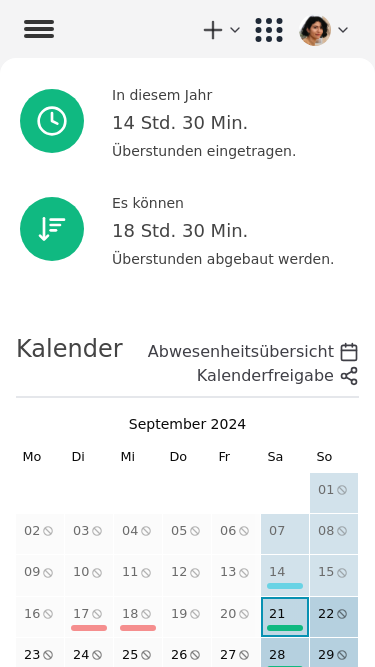 In diesem Jahr
14 Std. 30 Min.
Überstunden eingetragen.
Es können
18 Std. 30 Min.
Überstunden abgebaut werden.
Kalender
Abwesenheitsübersicht
Kalenderfreigabe
September 2024
Mo Di Mi Do Fr Sa So
01
02 03 04 05 06 07 08
09 10 11 12 13 14 15
16 17 18 19 20 21 22
23 24 25 26 27 28 29